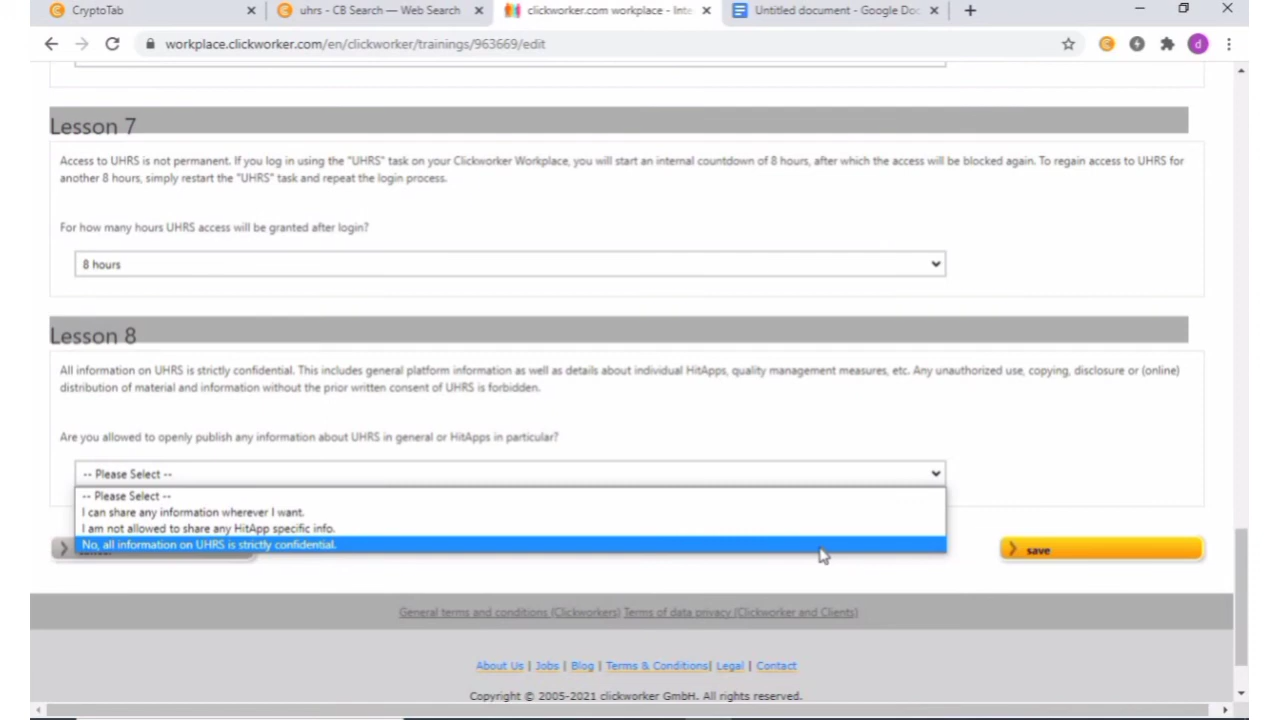 CryptoTab
uhrs - CB Search — Web Search
clickworker.com workplace - Inte
Untitled document - Google Doc
workplace.clickworker.com/en/clickworker/trainings/963669/edit
d
Lesson 7
Access to UHRS is not permanent. If you log in using the "UHRS" task on your Clickworker Workplace, you will start an internal countdown of 8 hours, after which the access will be blocked again. To regain access to UHRS for
another 8 hours, simply restart the "UHRS" task and repeat the login process.
For how many hours UHRS access will be granted after login?
8 hours
Lesson 8
All information on UHRS is strictly confidential. This includes general platform information as well as details about individual HitApps, quality management measures, etc. Any unauthorized use, copying, disclosure or (online)
distribution of material and information without the prior written consent of UHRS is forbidden.
Are you allowed to openly publish any information about UHRS in general or HitApps in particular?
-- Please Select --
-- Please Select --
I can share any information wherever I want.
I am not allowed to share any HitApp specific info.
No, all information on UHRS is strictly confidential.
save
General terms and conditions (Clickworkers) Terms of data privacy (Clickworker and Clients)
About Us | Jobs | Blog | Terms & Conditions| Legal | Contact
Copyright © 2005-2021 clickworker GmbH. All rights reserved.